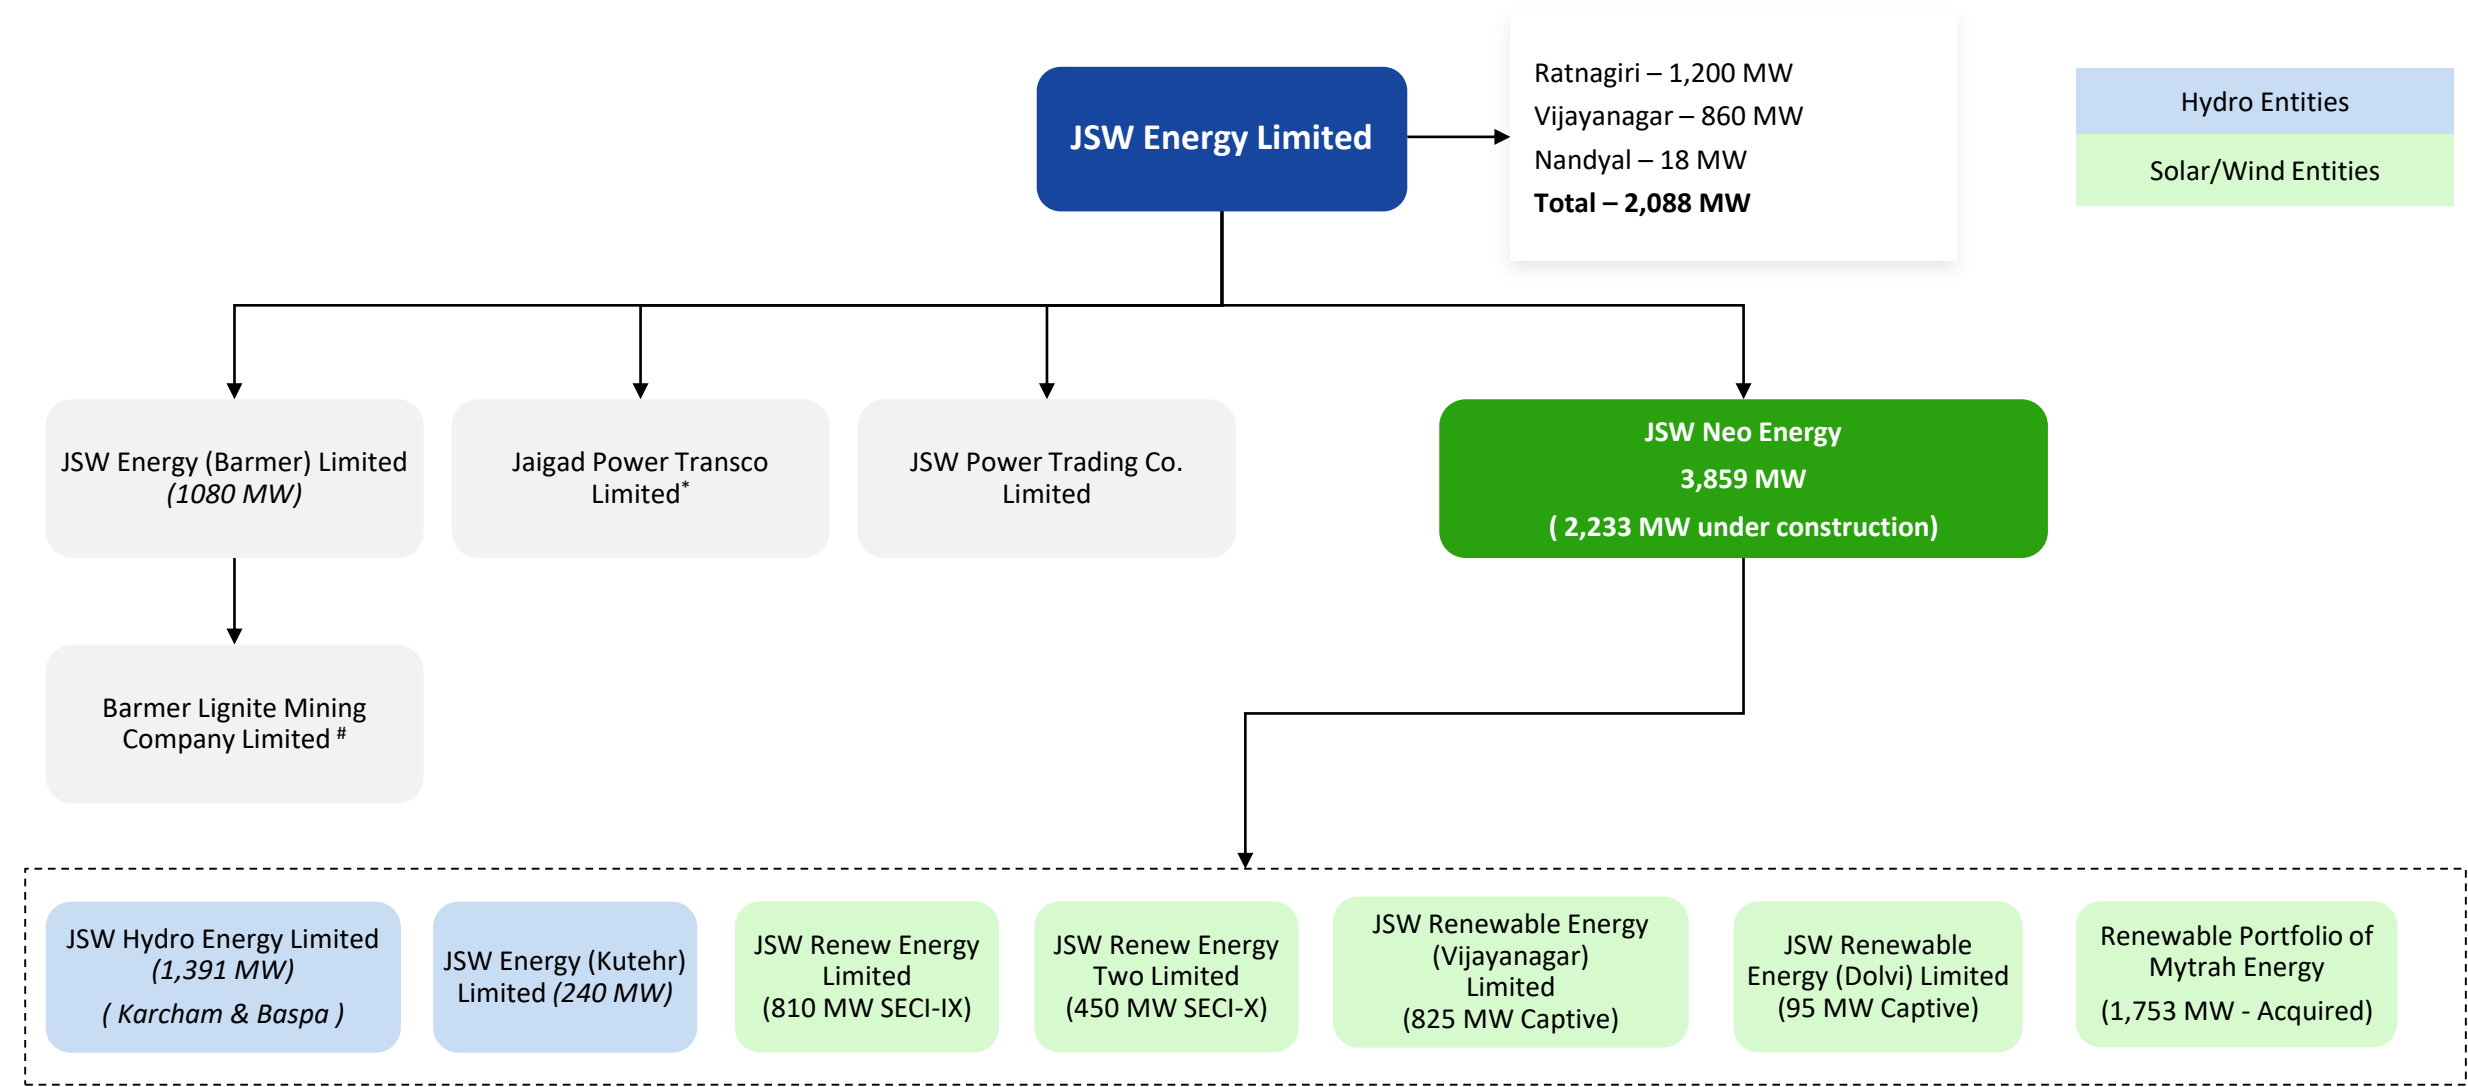 JSW Energy Limited
Ratnagiri – 1,200 MW
Vijayanagar – 860 MW
Nandyal – 18 MW
Total – 2,088 MW
Hydro Entities
Solar/Wind Entities
JSW Energy (Barmer) Limited
(1080 MW)
Jaigad Power Transco
Limited*
JSW Power Trading Co.
Limited
JSW Neo Energy
3,859 MW
( 2,233 MW under construction)
Barmer Lignite Mining
Company Limited #
JSW Hydro Energy Limited
(1,391 MW)
( Karcham & Baspa )
JSW Energy (Kutehr)
Limited (240 MW)
JSW Renew Energy
Limited
(810 MW SECI-IX)
JSW Renew Energy
Two Limited
(450 MW SECI-X)
JSW Renewable Energy
(Vijayanagar)
Limited
(825 MW Captive)
JSW Renewable
Energy (Dolvi) Limited
(95 MW Captive)
Renewable Portfolio of
Mytrah Energy
(1,753 MW - Acquired)